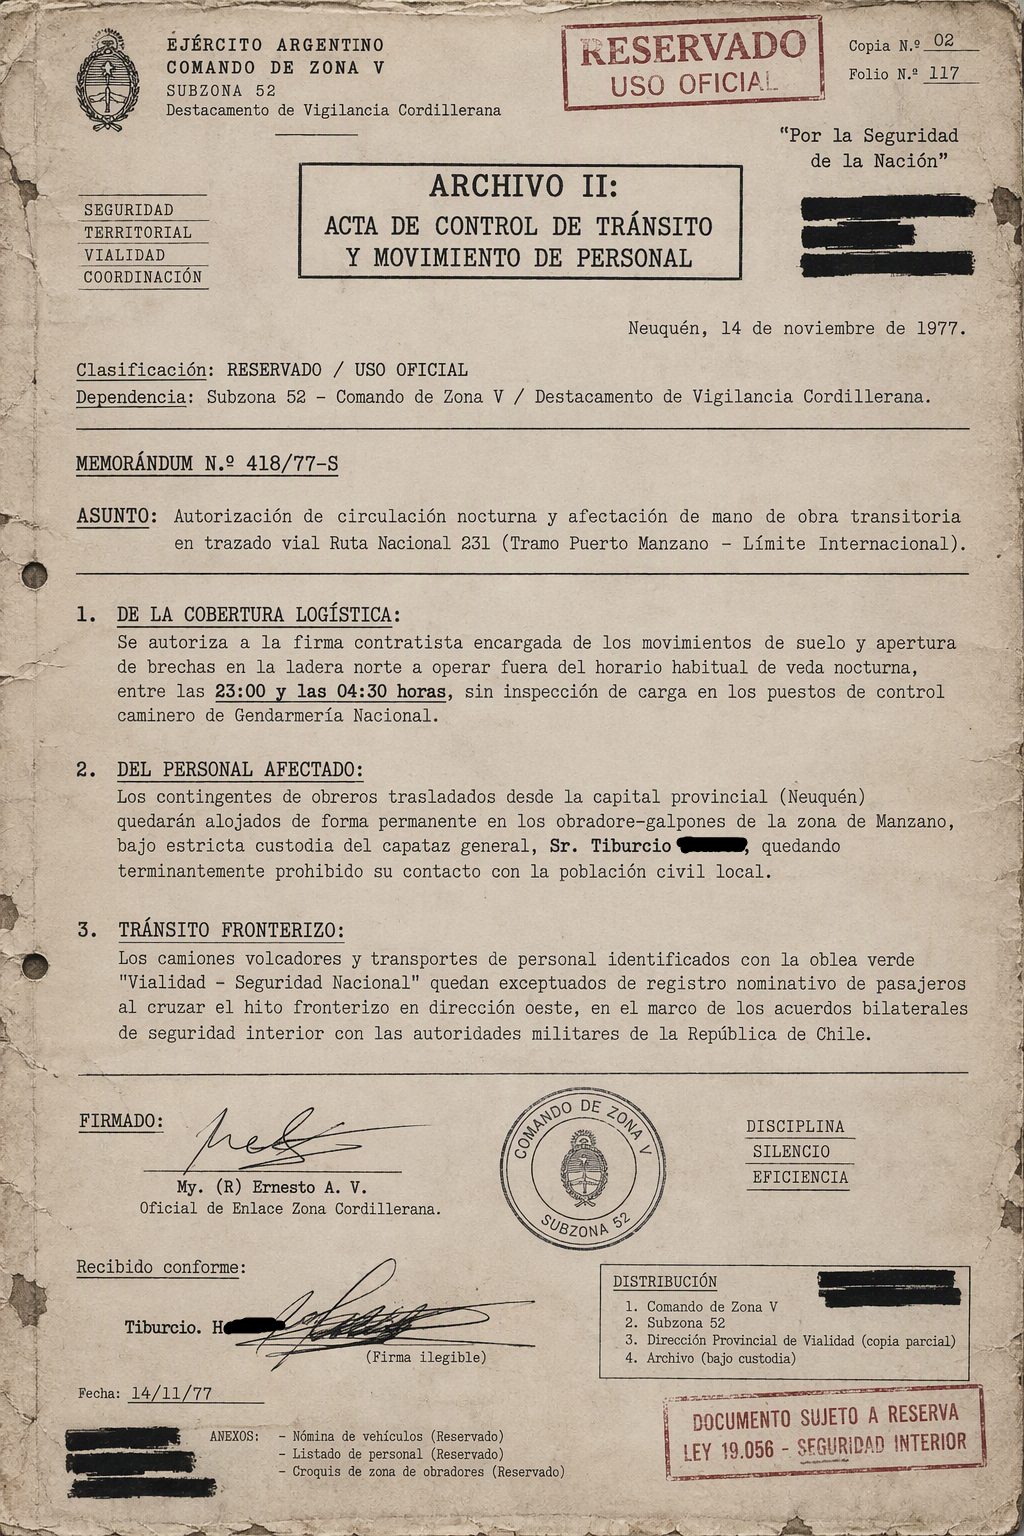 EJÉRCITO ARGENTINO
COMANDO DE ZONA V
SUBZONA 52
Destacamento de Vigilancia Cordillerana
RESERVADO
USO OFICIAL
Copia N.º 02
Folio N.º 117
“Por la Seguridad
de la Nación”
SEGURIDAD
TERRITORIAL
VIALIDAD
COORDINACIÓN
ARCHIVO II:
ACTA DE CONTROL DE TRÁNSITO
Y MOVIMIENTO DE PERSONAL
Neuquén, 14 de noviembre de 1977.
Clasificación: RESERVADO / USO OFICIAL
Dependencia: Subzona 52 – Comando de Zona V / Destacamento de Vigilancia Cordillerana.
MEMORÁNDUM N.º 418/77-S
ASUNTO: Autorización de circulación nocturna y afectación de mano de obra transitoria
en trazado vial Ruta Nacional 231 (Tramo Puerto Manzano – Límite Internacional).
1. DE LA COBERTURA LOGÍSTICA:
Se autoriza a la firma contratista encargada de los movimientos de suelo y apertura
de brechas en la ladera norte a operar fuera del horario habitual de veda nocturna,
entre las 23:00 y las 04:30 horas, sin inspección de carga en los puestos de control
caminero de Gendarmería Nacional.
2. DEL PERSONAL AFECTADO:
Los contingentes de obreros trasladados desde la capital provincial (Neuquén)
quedarán alojados de forma permanente en los obradore-galpones de la zona de Manzano,
bajo estricta custodia del capataz general, Sr. Tiburcio , quedando
terminantemente prohibido su contacto con la población civil local.
3. TRÁNSITO FRONTERIZO:
Los camiones volcadores y transportes de personal identificados con la oblea verde
"Vialidad – Seguridad Nacional" quedan exceptuados de registro nominativo de pasajeros
al cruzar el hito fronterizo en dirección oeste, en el marco de los acuerdos bilaterales
de seguridad interior con las autoridades militares de la República de Chile.
FIRMADO:
My. (R) Ernesto A. V.
Oficial de Enlace Zona Cordillerana.
COMANDO DE ZONA V
SUBZONA 52
DISCIPLINA
SILENCIO
EFICIENCIA
Recibido conforme:
Tiburcio. H
(Firma ilegible)
Fecha: 14/11/77
DISTRIBUCIÓN
1. Comando de Zona V
2. Subzona 52
3. Dirección Provincial de Vialidad (copia parcial)
4. Archivo (bajo custodia)
ANEXOS: – Nómina de vehículos (Reservado)
– Listado de personal (Reservado)
– Croquis de zona de obradores (Reservado)
DOCUMENTO SUJETO A RESERVA
LEY 19.056 – SEGURIDAD INTERIOR